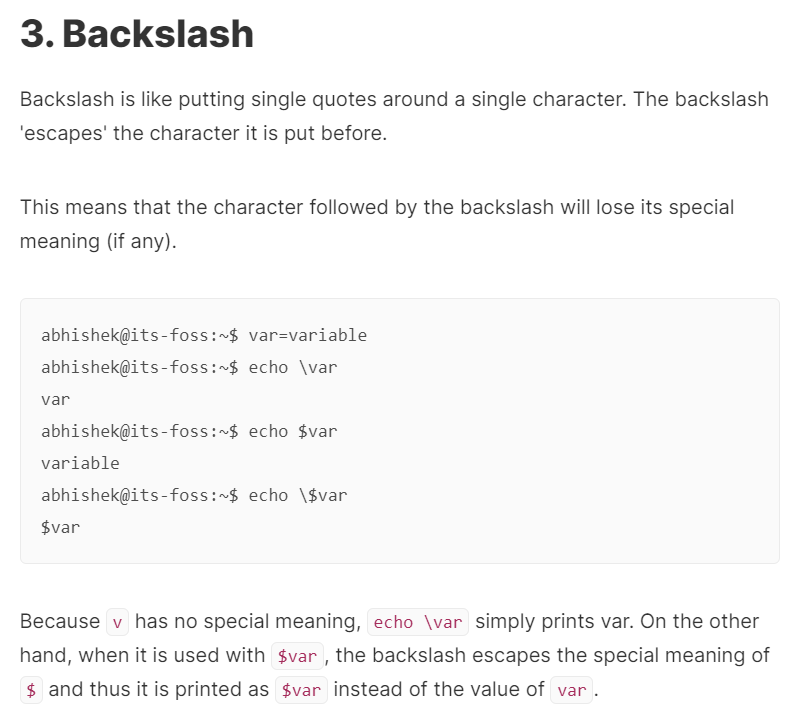 3. Backslash
Backslash is like putting single quotes around a single character. The backslash
'escapes' the character it is put before.
This means that the character followed by the backslash will lose its special
meaning (if any).
abhishek@its-foss:~$ var=variable
abhishek@its-foss:~$ echo \var
var
abhishek@its-foss:~$ echo $var
variable
abhishek@its-foss:~$ echo \$var
$var
Because v has no special meaning, echo \var simply prints var. On the other
hand, when it is used with $var, the backslash escapes the special meaning of
$ and thus it is printed as $var instead of the value of var.